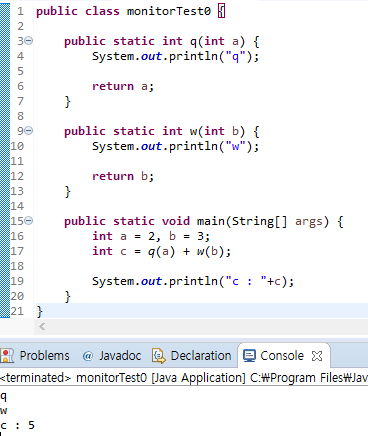 1 public class monitorTest0 {
2
3 public static int q(int a) {
4 System.out.println("q");
5
6 return a;
7 }
8
9 public static int w(int b) {
10 System.out.println("w");
11
12 return b;
13 }
14
15 public static void main(String[] args) {
16 int a = 2, b = 3;
17 int c = q(a) + w(b);
18
19 System.out.println("c : "+c);
20 }
21 }
Problems @ Javadoc Declaration Console
<terminated> monitorTest0 [Java Application] C:₩Program Files₩Jav
q
w
c : 5